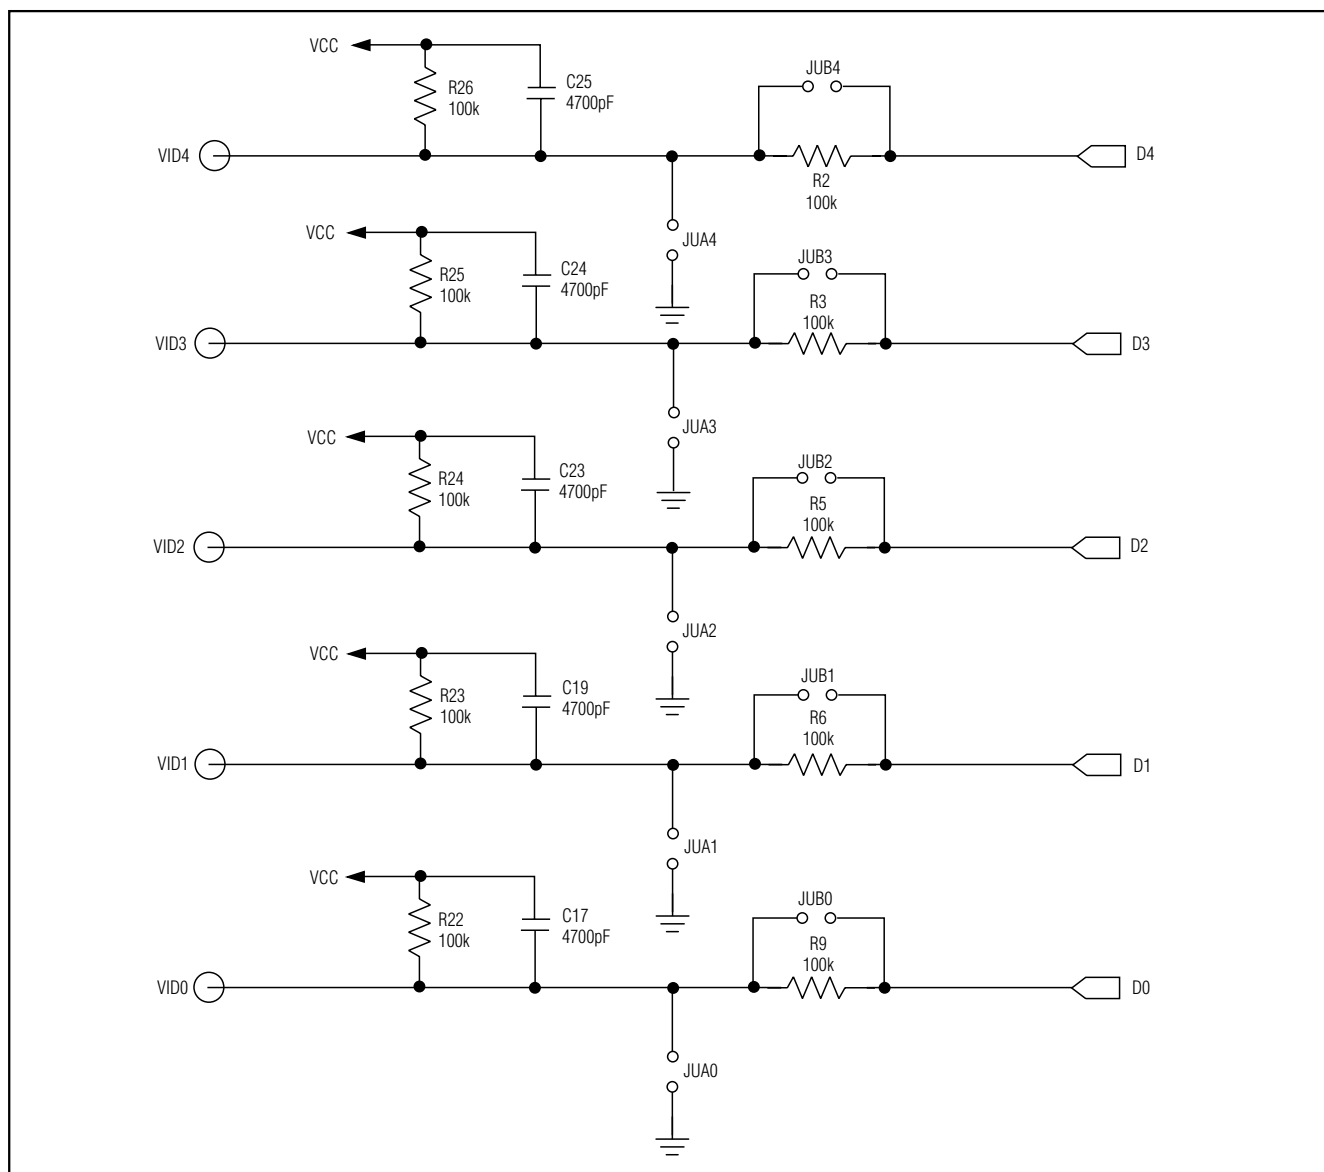 VCC
R26
100k
C25
4700pF
JUB4
VID4
R2
100k
D4
JUA4
VCC
R25
100k
C24
4700pF
JUB3
R3
100k
VID3
D3
JUA3
VCC
R24
100k
C23
4700pF
JUB2
R5
100k
VID2
D2
JUA2
VCC
R23
100k
C19
4700pF
JUB1
R6
100k
VID1
D1
JUA1
VCC
R22
100k
C17
4700pF
JUB0
R9
100k
VID0
D0
JUA0